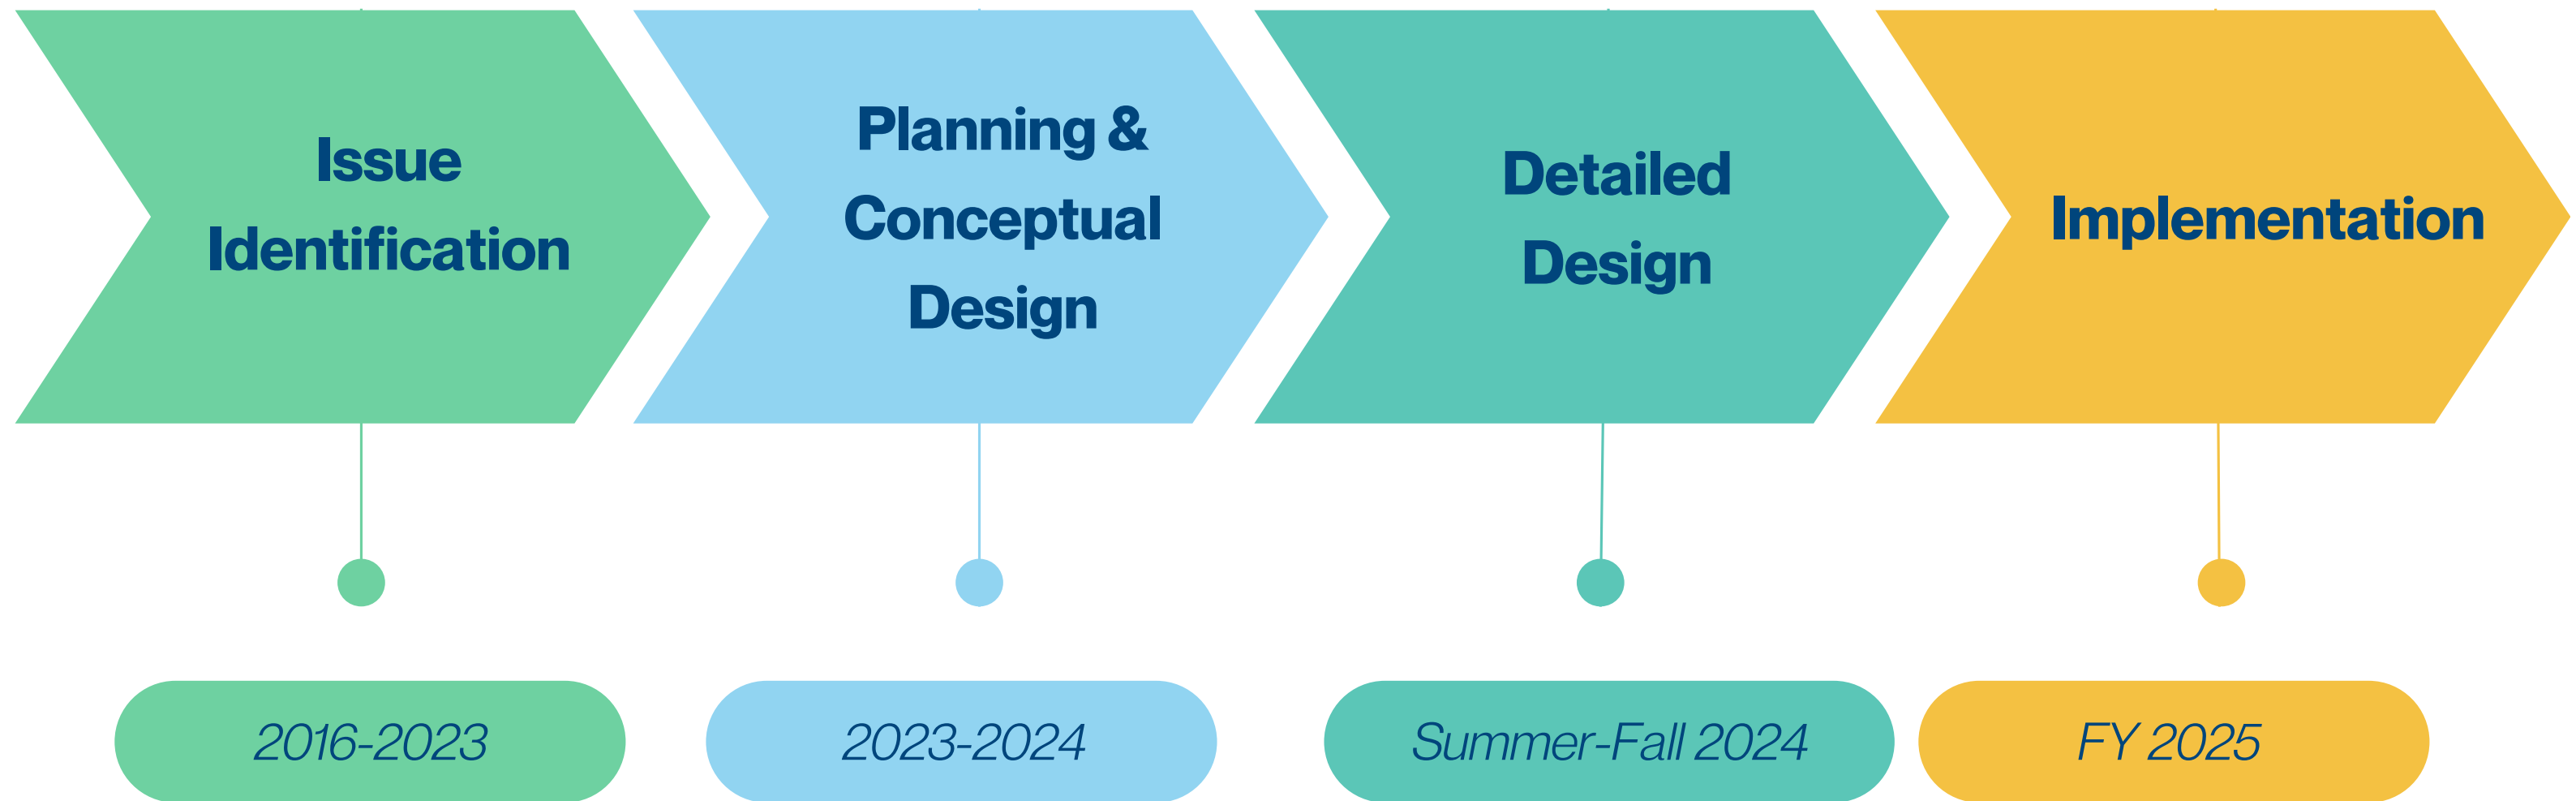 Issue
Identification
Planning &
Conceptual
Design
Detailed
Design
Implementation
2016-2023
2023-2024
Summer-Fall 2024
FY 2025